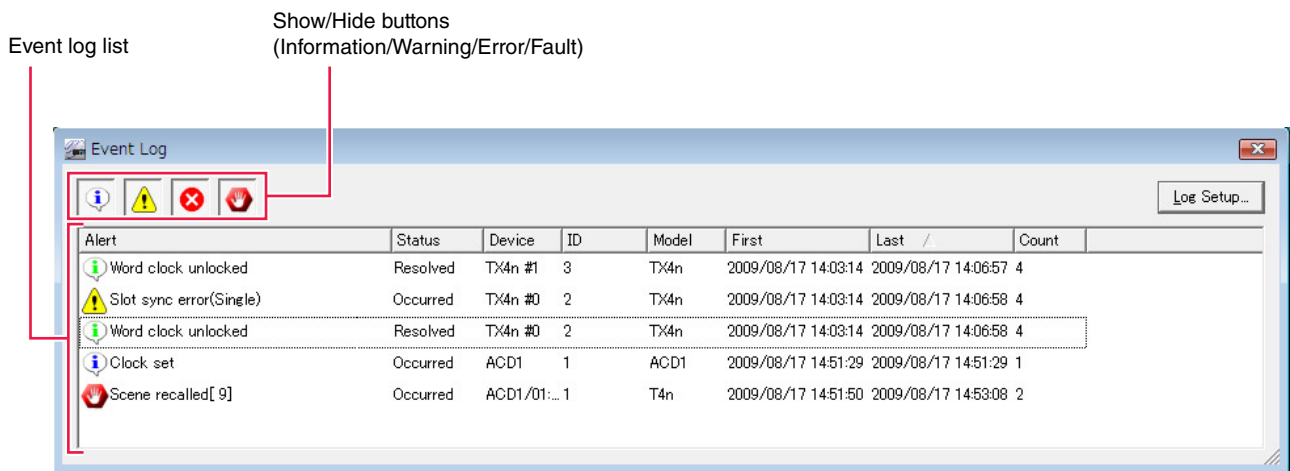 Show/Hide buttons
Event log list
(Information/Warning/Error/Fault)
Event Log
Log Setup...
Alert Status Device ID Model First Last Count
Word clock unlocked Resolved TX4n #1 3 TX4n 2009/08/17 14:03:14 2009/08/17 14:06:57 4
Slot sync error(Single) Occurred TX4n #0 2 TX4n 2009/08/17 14:03:14 2009/08/17 14:06:58 4
Word clock unlocked Resolved TX4n #0 2 TX4n 2009/08/17 14:03:14 2009/08/17 14:06:58 4
Clock set Occurred ACD1 1 ACD1 2009/08/17 14:51:29 2009/08/17 14:51:29 1
Scene recalled[ 9] Occurred ACD1/01:... 1 T4n 2009/08/17 14:51:50 2009/08/17 14:53:08 2